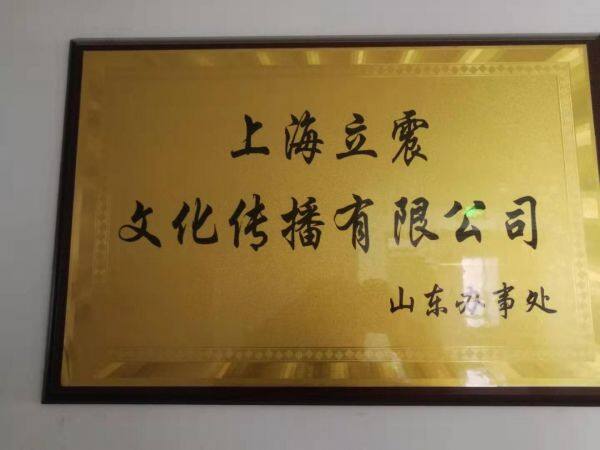 上海立震
文化传播有限公司
山东办事处